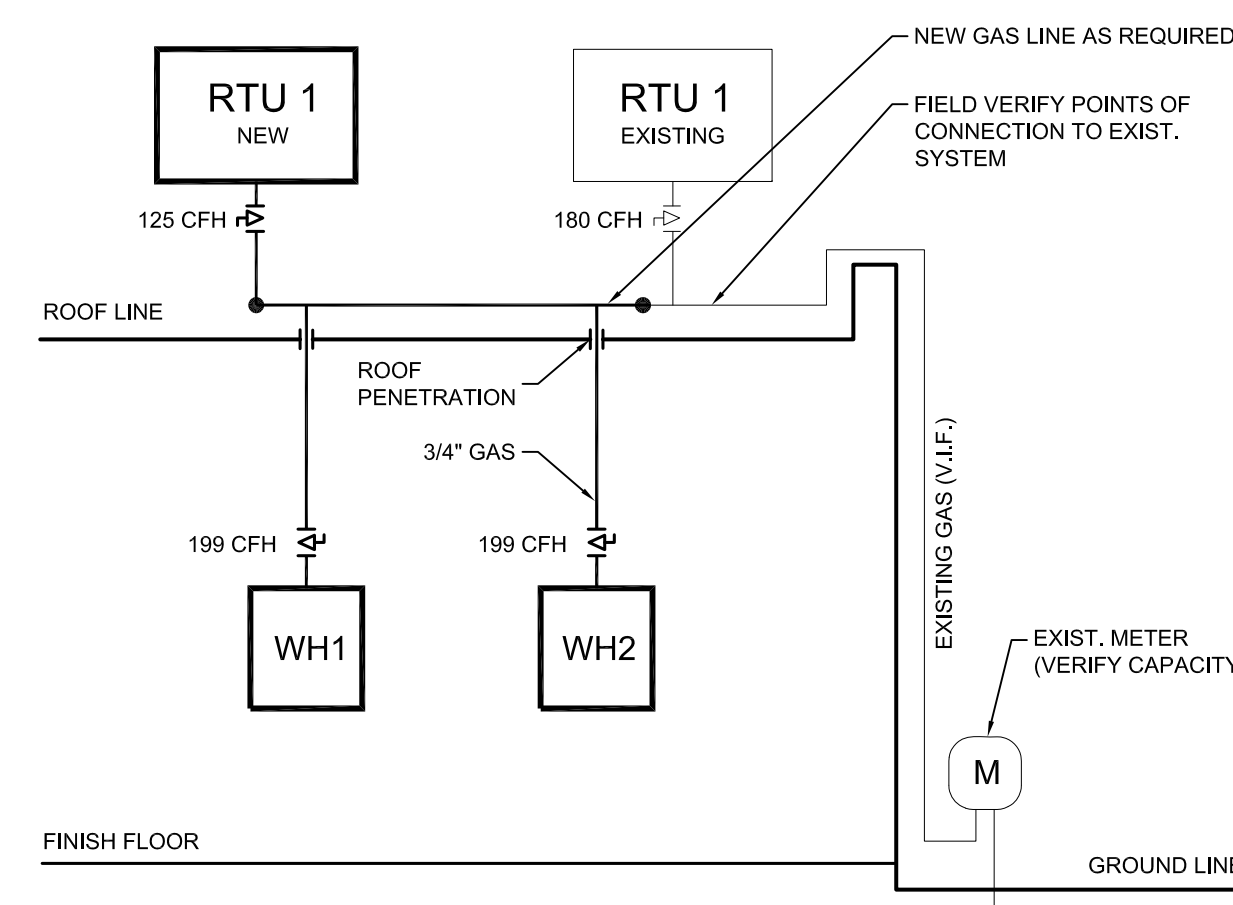 NEW GAS LINE AS REQUIRED
RTU 1
NEW
RTU 1
EXISTING
FIELD VERIFY POINTS OF
CONNECTION TO EXIST.
SYSTEM
125 CFH
180 CFH
ROOF LINE
ROOF
PENETRATION
3/4" GAS
EXISTING GAS (V.I.F.)
199 CFH
199 CFH
WH1
WH2
EXIST. METER
(VERIFY CAPACITY
M
FINISH FLOOR
GROUND LINE